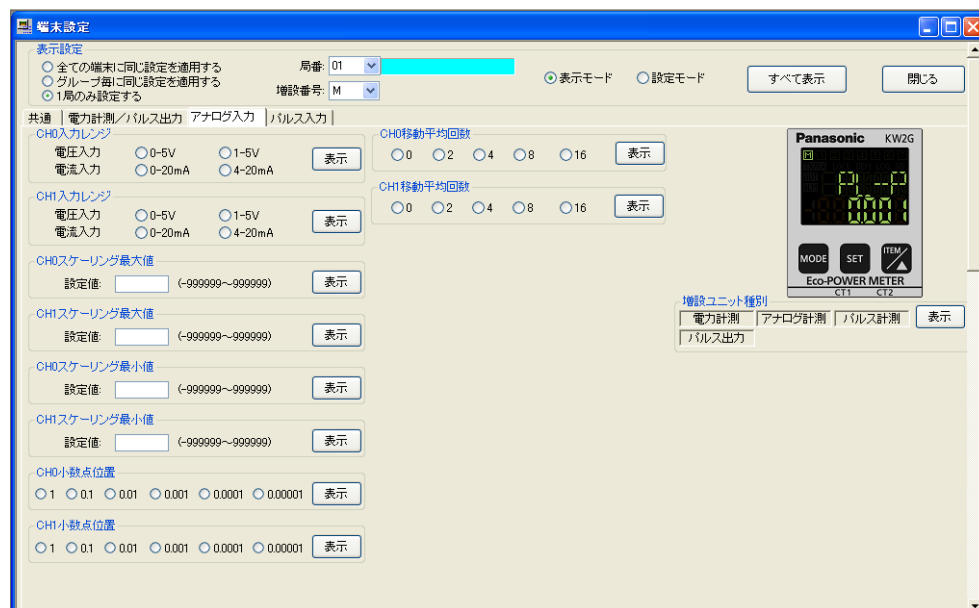 端末設定
表示設定
全ての端末に同じ設定を適用する
グループ毎に同じ設定を適用する
1局のみ設定する
局番: 01
増設番号: M
表示モード 設定モード すべて表示 閉じる
共通 電力計測/パルス出力 アナログ入力 パルス入力
CH0入力レンジ
電圧入力 0-5V 1-5V
電流入力 0-20mA 4-20mA
表示
CH1入力レンジ
電圧入力 0-5V 1-5V
電流入力 0-20mA 4-20mA
表示
CH0スケーリング最大値
設定値: (-999999~999999) 表示
CH1スケーリング最大値
設定値: (-999999~999999) 表示
CH0スケーリング最小値
設定値: (-999999~999999) 表示
CH1スケーリング最小値
設定値: (-999999~999999) 表示
CH0小数点位置
1 0.1 0.01 0.001 0.0001 0.00001 表示
CH1小数点位置
1 0.1 0.01 0.001 0.0001 0.00001 表示
CH0移動平均回数
0 2 4 8 16 表示
CH1移動平均回数
0 2 4 8 16 表示
Panasonic KW2G
M
PL-P
0.001
MODE SET ITEM
Eco-POWER METER
CT1 CT2
増設ユニット種別
電力計測 アナログ計測 パルス計測 表示
パルス出力